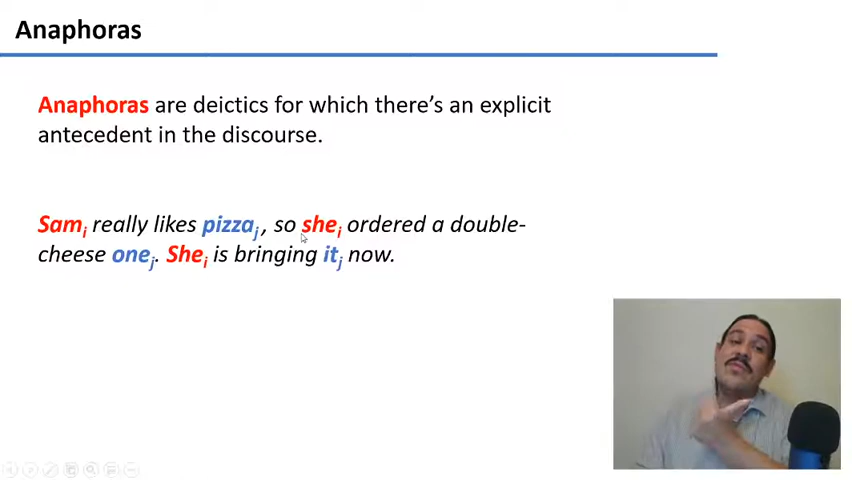 Anaphoras
Anaphoras are deictics for which there's an explicit
antecedent in the discourse.
Samᵢ really likes pizzaⱼ, so sheᵢ ordered a double-
cheese oneⱼ. Sheᵢ is bringing itⱼ now.